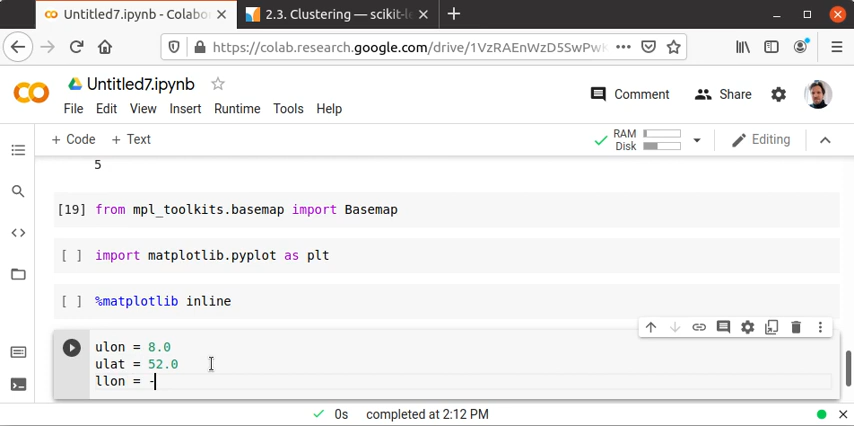 Untitled7.ipynb - Colabo
2.3. Clustering — scikit-le
https://colab.research.google.com/drive/1VzRAEnWzD5SwPwK
Untitled7.ipynb
Comment
Share
File Edit View Insert Runtime Tools Help
+ Code + Text
RAM
Disk
Editing
5
[19] from mpl_toolkits.basemap import Basemap
[ ] import matplotlib.pyplot as plt
[ ] %matplotlib inline
ulon = 8.0
ulat = 52.0
llon = -
0s completed at 2:12 PM